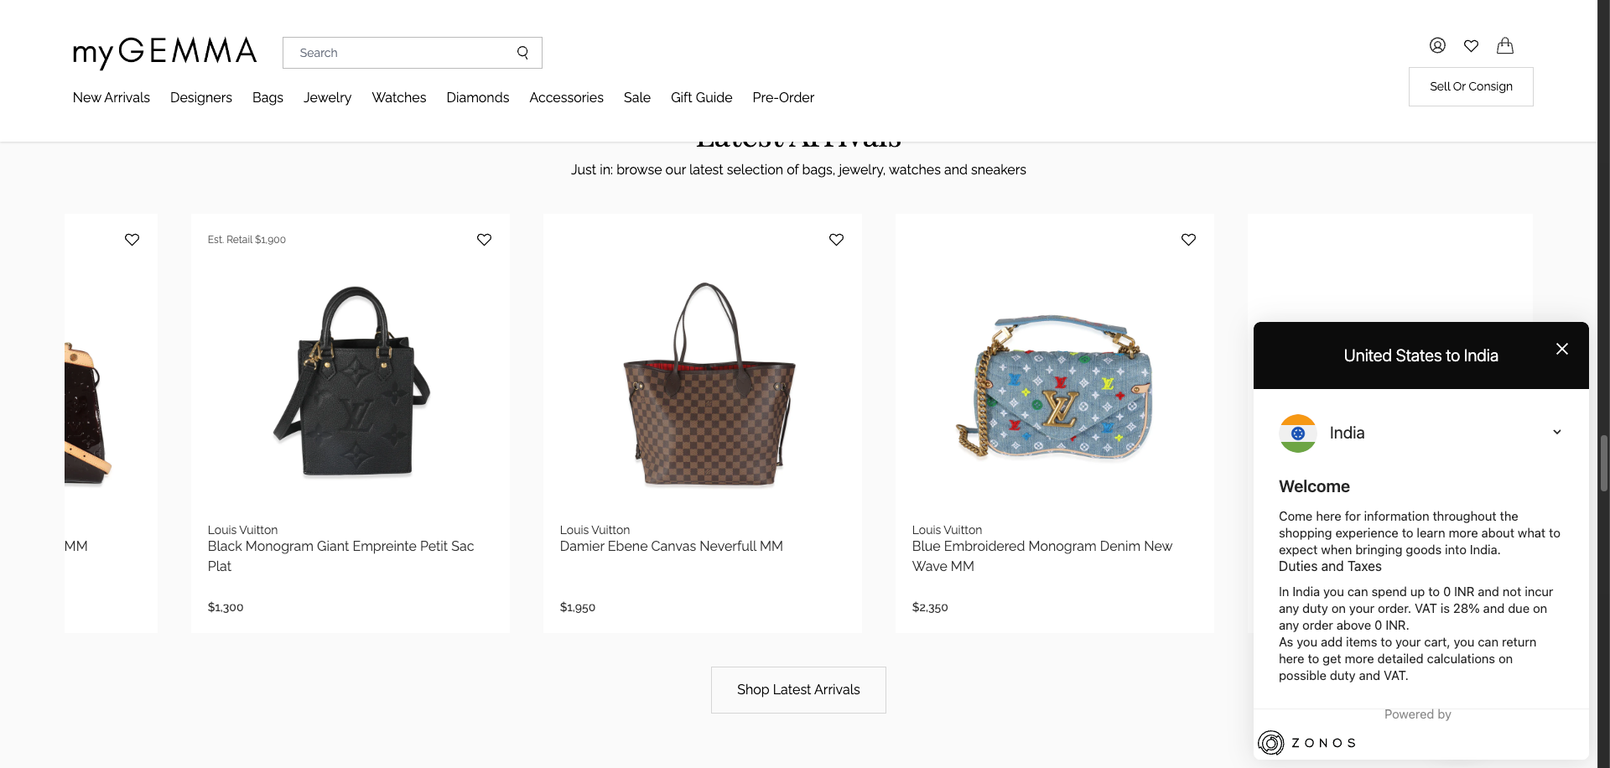 myGEMMA
Search
Sell Or Consign
New Arrivals Designers Bags Jewelry Watches Diamonds Accessories Sale Gift Guide Pre-Order
Latest Arrivals
Just in: browse our latest selection of bags, jewelry, watches and sneakers
MM
Est. Retail $1,900
Louis Vuitton
Black Monogram Giant Empreinte Petit Sac
Plat
$1,300
Louis Vuitton
Damier Ebene Canvas Neverfull MM
$1,950
Louis Vuitton
Blue Embroidered Monogram Denim New
Wave MM
$2,350
Shop Latest Arrivals
United States to India
India
Welcome
Come here for information throughout the
shopping experience to learn more about what to
expect when bringing goods into India.
Duties and Taxes
In India you can spend up to 0 INR and not incur
any duty on your order. VAT is 28% and due on
any order above 0 INR.
As you add items to your cart, you can return
here to get more detailed calculations on
possible duty and VAT.
Powered by
ZONOS